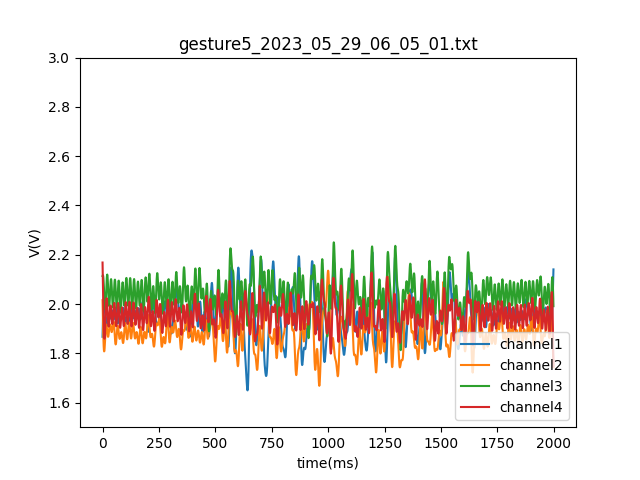 gesture5_2023_05_29_06_05_01.txt
3.0
2.8
2.6
2.4
2.2
2.0
1.8
1.6
V(V)
channel1
channel2
channel3
channel4
0 250 500 750 1000 1250 1500 1750 2000
time(ms)